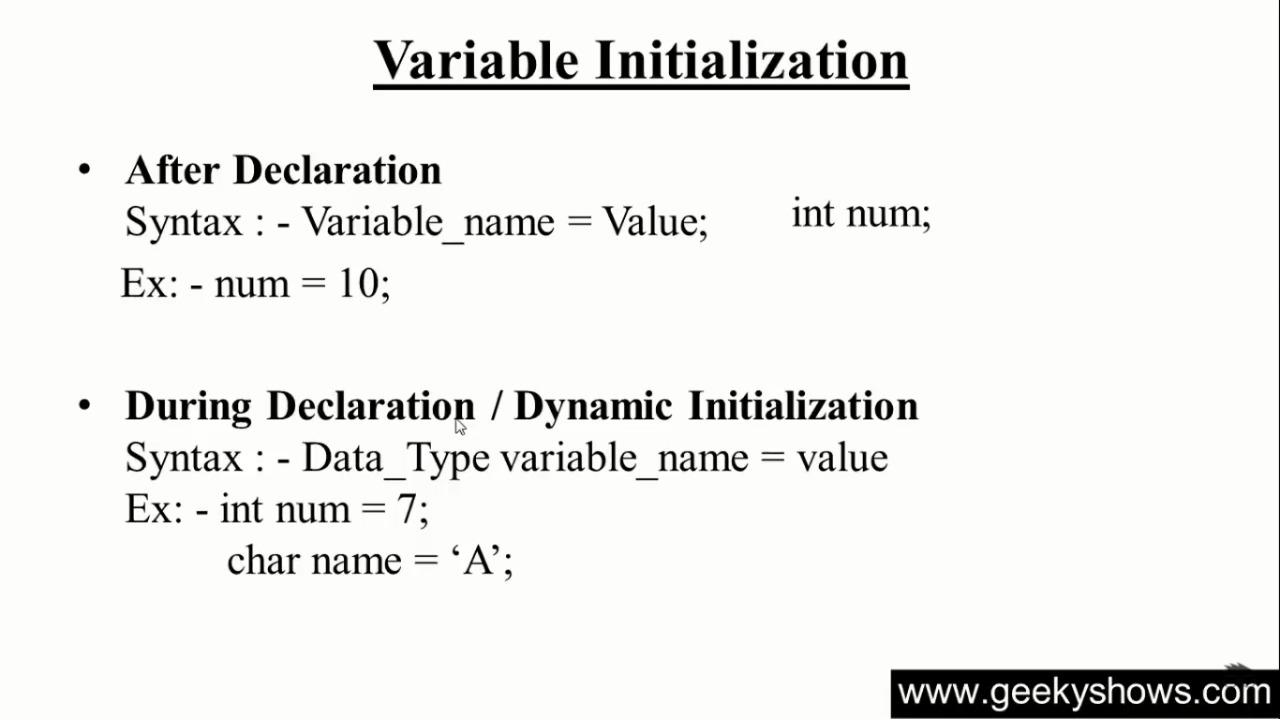 Variable Initialization
• After Declaration
Syntax : - Variable_name = Value;
int num;
Ex: - num = 10;
• During Declaration / Dynamic Initialization
Syntax : - Data_Type variable_name = value
Ex: - int num = 7;
char name = ‘A’;
www.geekyshows.com